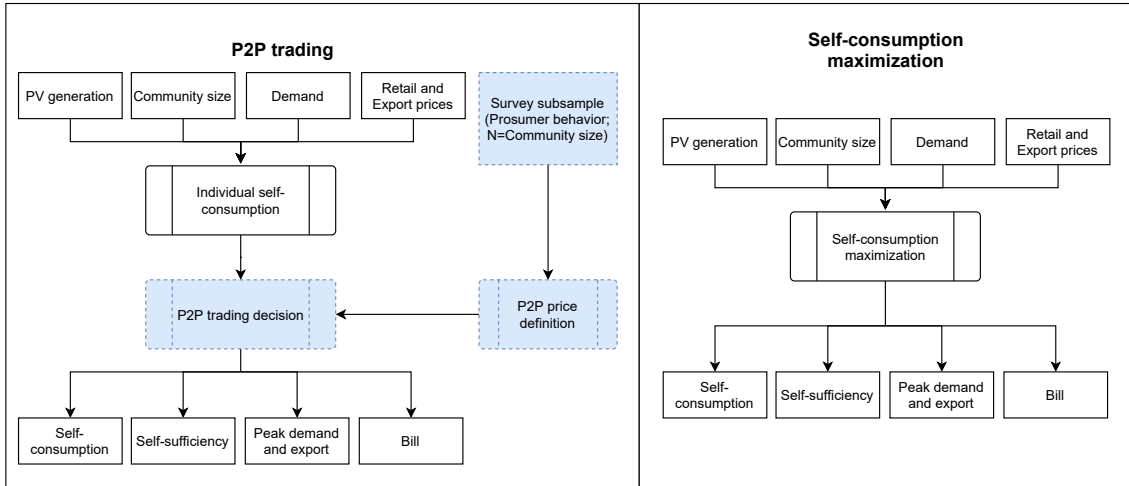 P2P trading
PV generation
Community size
Demand
Retail and
Export prices
Survey subsample
(Prosumer behavior;
N=Community size)
Individual self-
consumption
P2P trading decision
P2P price
definition
Self-
consumption
Self-sufficiency
Peak demand
and export
Bill
Self-consumption
maximization
PV generation
Community size
Demand
Retail and
Export prices
Self-consumption
maximization
Self-
consumption
Self-sufficiency
Peak demand
and export
Bill